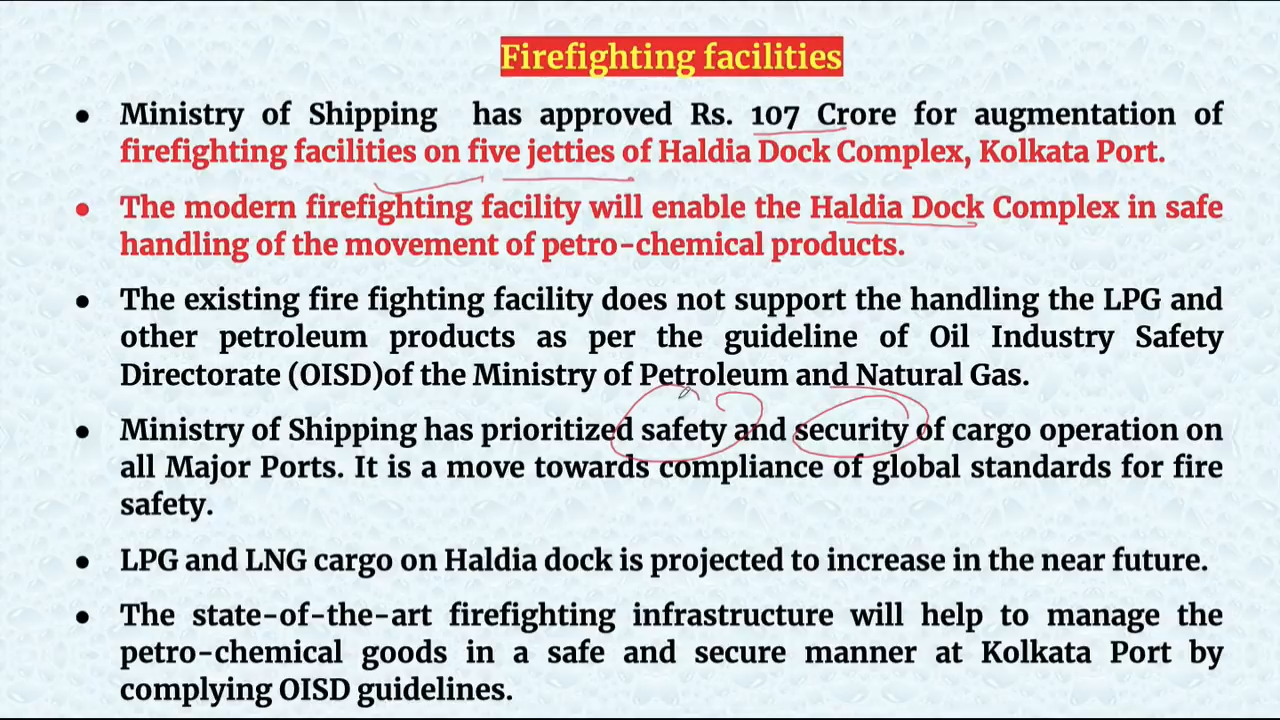 Firefighting facilities
• Ministry of Shipping has approved Rs. 107 Crore for augmentation of
firefighting facilities on five jetties of Haldia Dock Complex, Kolkata Port.
• The modern firefighting facility will enable the Haldia Dock Complex in safe
handling of the movement of petro-chemical products.
• The existing fire fighting facility does not support the handling the LPG and
other petroleum products as per the guideline of Oil Industry Safety
Directorate (OISD)of the Ministry of Petroleum and Natural Gas.
• Ministry of Shipping has prioritized safety and security of cargo operation on
all Major Ports. It is a move towards compliance of global standards for fire
safety.
• LPG and LNG cargo on Haldia dock is projected to increase in the near future.
• The state-of-the-art firefighting infrastructure will help to manage the
petro-chemical goods in a safe and secure manner at Kolkata Port by
complying OISD guidelines.